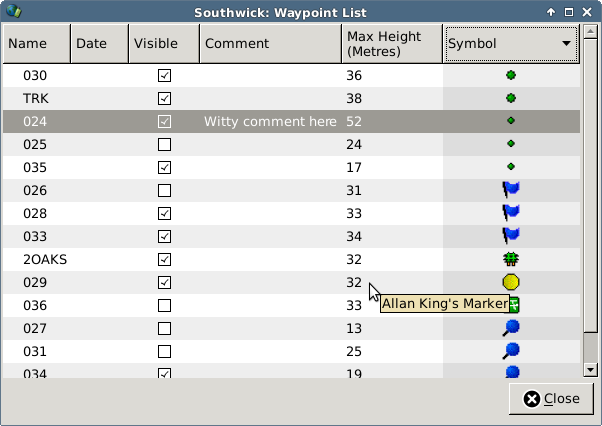 Southwick: Waypoint List
Name Date Visible Comment Max Height (Metres) Symbol
030 36
TRK 38
024 Witty comment here 52
025 24
035 17
026 31
028 33
033 34
2OAKS 32
029 32
036 33
Allan King's Marker
027 13
031 25
034 19
Close